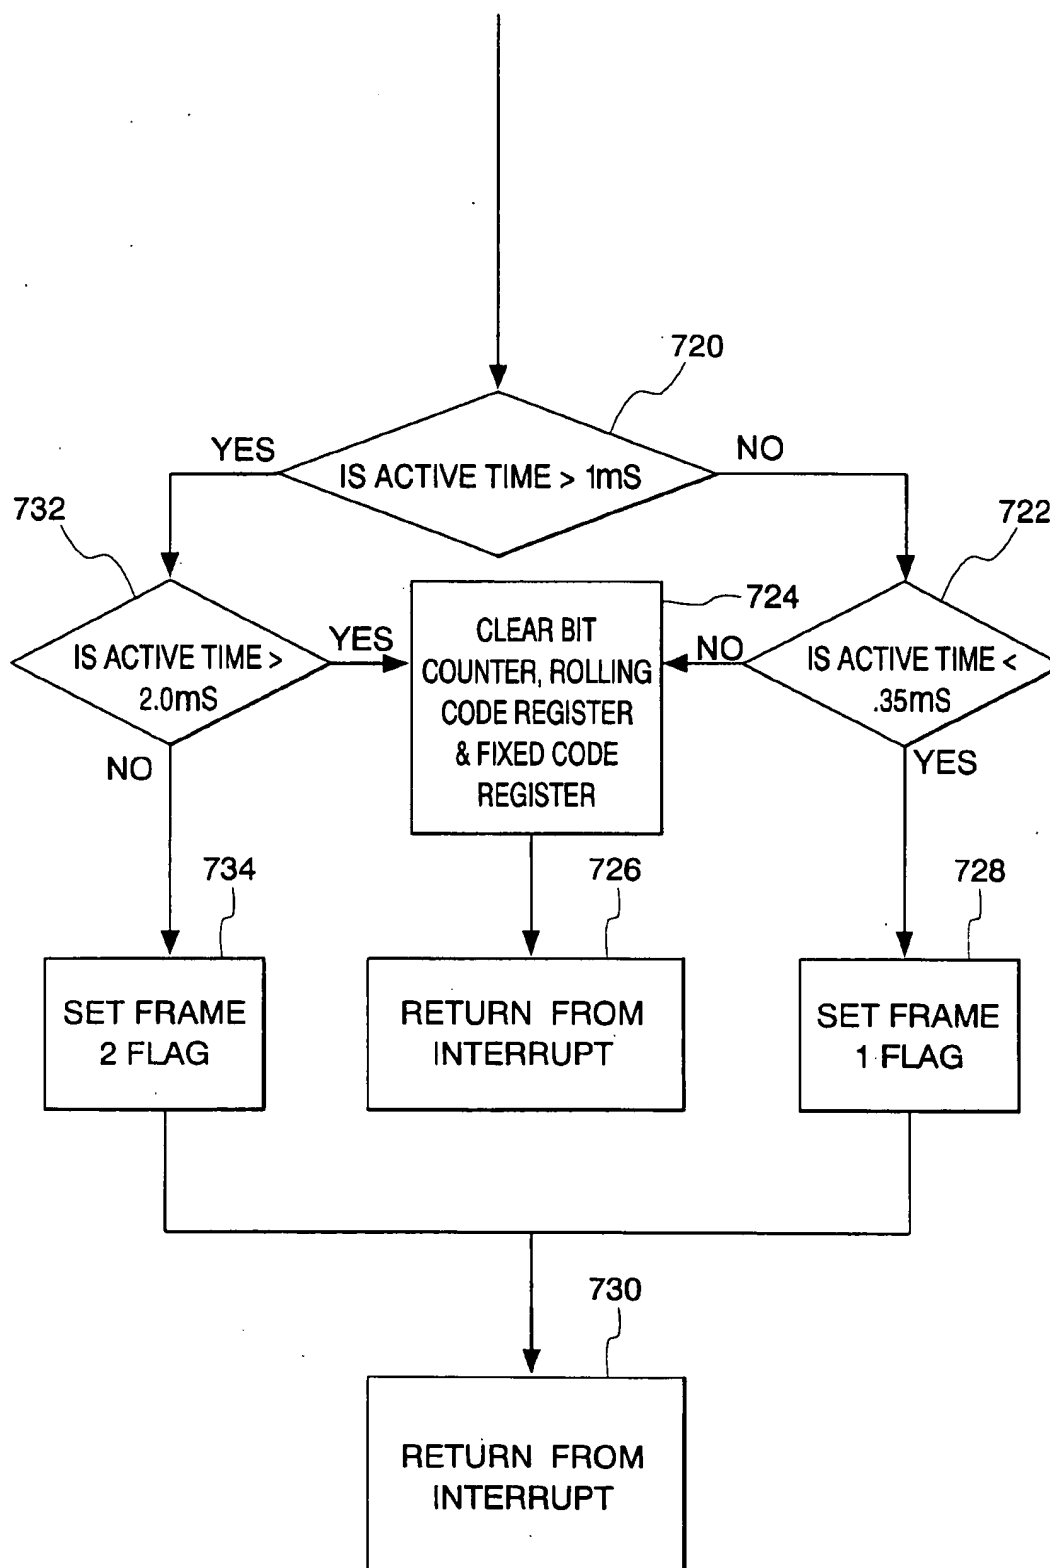 720
YES
NO
IS ACTIVE TIME > 1mS
732
722
724
CLEAR BIT
COUNTER, ROLLING
CODE REGISTER
& FIXED CODE
REGISTER
YES
NO
IS ACTIVE TIME >
2.0mS
IS ACTIVE TIME <
.35mS
NO
YES
734
726
728
SET FRAME
2 FLAG
RETURN FROM
INTERRUPT
SET FRAME
1 FLAG
730
RETURN FROM
INTERRUPT